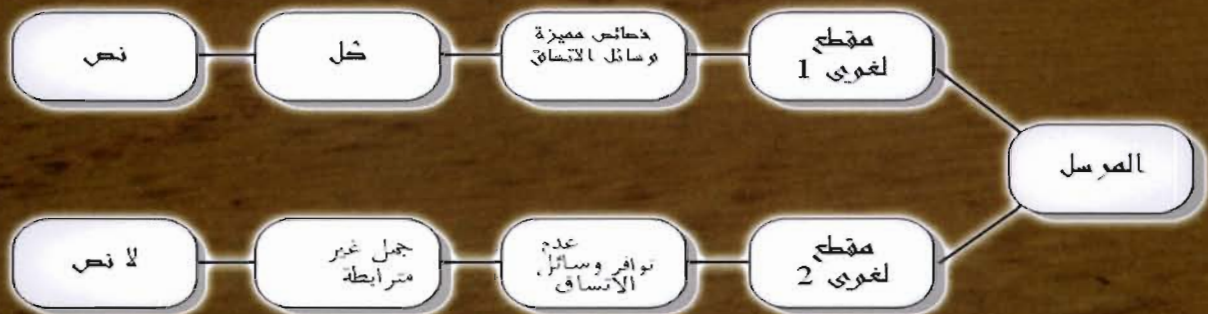 المرسل
مقطع
لغوي 1
خصائص مميزة
وسائل الاتساق
كل
نص
مقطع
لغوي 2
عدم
توافر وسائل
الاتساق
جمل غير
مترابطة
لا نص